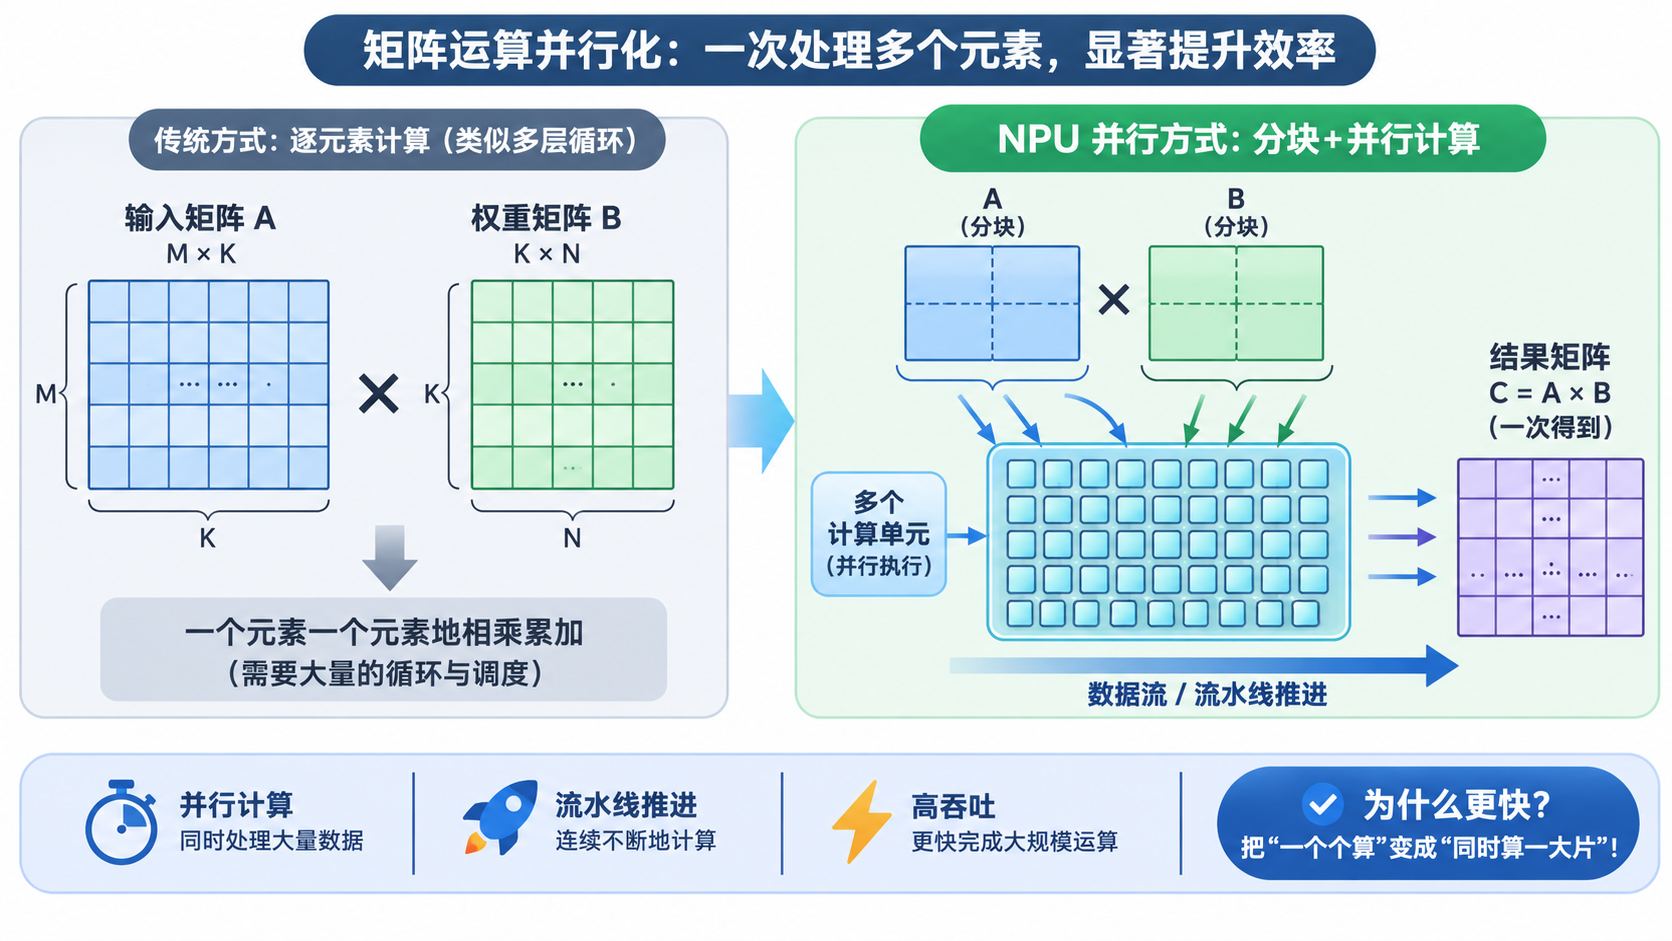 矩阵运算并行化：一次处理多个元素，显著提升效率
传统方式：逐元素计算（类似多层循环）
输入矩阵 A
M × K
权重矩阵 B
K × N
M
K
K
N
一个元素一个元素地相乘累加
（需要大量的循环与调度）
NPU 并行方式：分块+并行计算
A
（分块）
B
（分块）
多个
计算单元
（并行执行）
数据流 / 流水线推进
结果矩阵
C = A × B
（一次得到）
并行计算
同时处理大量数据
流水线推进
连续不断地计算
高吞吐
更快完成大规模运算
为什么更快？
把“一个个算”变成“同时算一大片”！